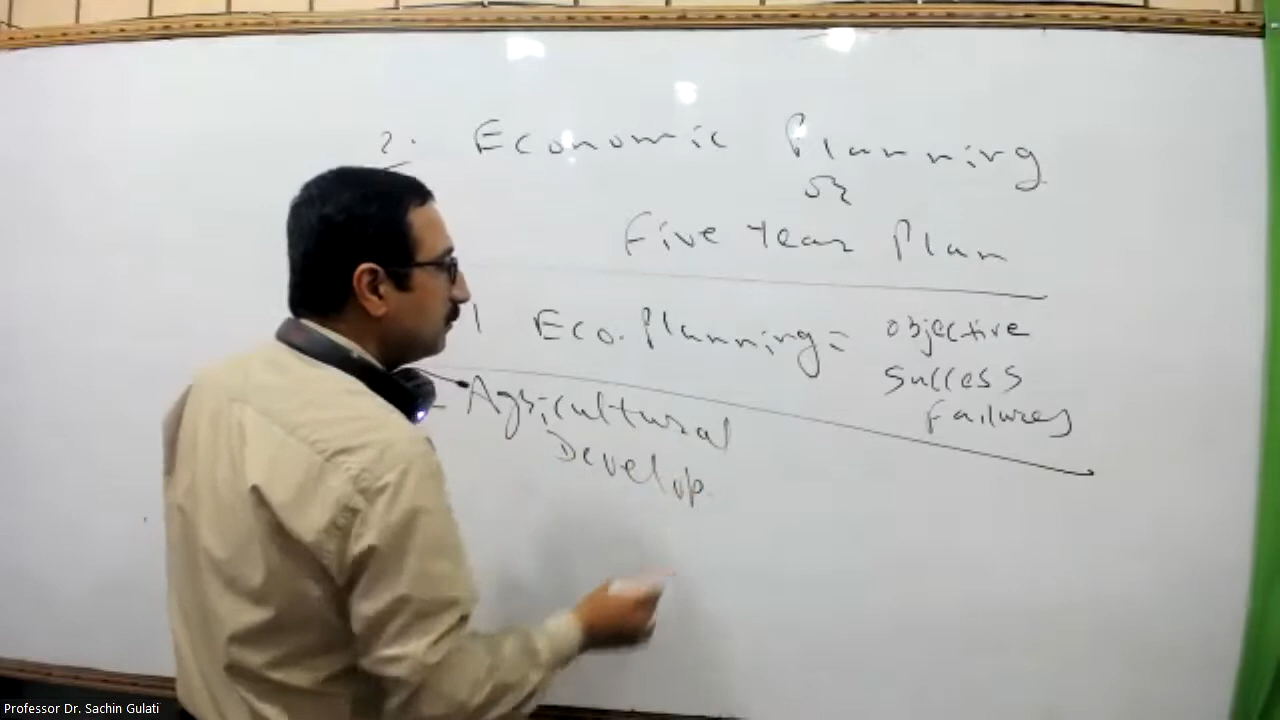 2. Economic Planning
or
Five Year Plan
1 Eco. Planning = objective
success
Failures
- Agricultural
Develop.
Professor Dr. Sachin Gulati